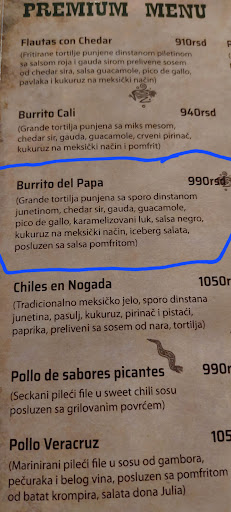 PREMIUM MENU
Flautas con Chedar 910rsd
(Fritirane tortilje punjene dinstanom piletinom
sa salsom roja i gauda sirom prelivene sosom
od chedar sira, salsa guacamole, pico de gallo,
pavlaka i kukuruz na meksički način)
Burrito Cali 940rsd
(Grande tortilja punjena sa miks mesom,
chedar sir, gauda, guacamole, crveni pirinač,
kukuruz na meksički način i pomfrit)
Burrito del Papa 990rsd
(Grande tortilja punjena sa sporo dinstanom
junetinom, chedar sir, gauda, guacamole,
pico de gallo, karamelizovani luk, salsa negro,
kukuruz na meksički način, iceberg salata,
posluzen sa salsa pomfritom)
Chiles en Nogada 1050r
(Tradicionalno meksičko jelo, sporo dinstana
junetina, pasulj, kukuruz, pirinač i pistaći,
paprika, preliveni sa sosom od nara, tortilja)
Pollo de sabores picantes 990r
(Seckani pileći file u sweet chili sosu
posluzen sa grilovanim povrćem)
Pollo Veracruz 105
(Marinirani pileći file u sosu od gambora,
pečuraka i belog vina, posluzen sa pomfritom
od batat krompira, salata dona Julia)